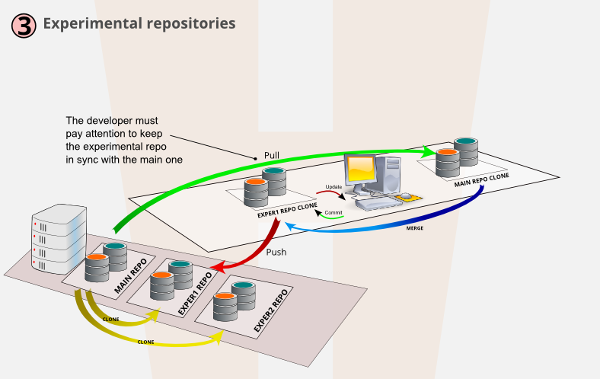 3 Experimental repositories
The developer must
pay attention to keep
the experimental repo
in sync with the main one
Pull
Update
Commit
EXPER1 REPO CLONE
MAIN REPO CLONE
MERGE
Push
MAIN REPO
EXPER1 REPO
EXPER2 REPO
CLONE
CLONE